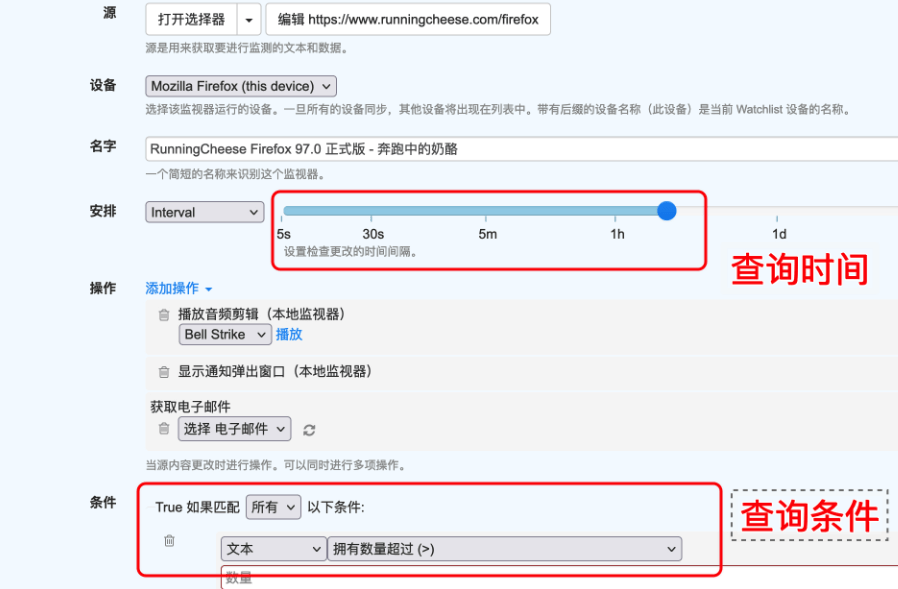 源
打开选择器 编辑 https://www.runningcheese.com/firefox
源是用来获取要进行监测的文本和数据。
设备
Mozilla Firefox (this device)
选择该监视器运行的设备。一旦所有的设备同步，其他设备将出现在列表中。带有后缀的设备名称（此设备）是当前 Watchlist 设备的名称。
名字
RunningCheese Firefox 97.0 正式版 - 奔跑中的奶酪
一个简短的名称来识别这个监视器。
安排
Interval
5s 30s 5m 1h 1d
设置检查更改的时间间隔。
查询时间
操作
添加操作
播放音频剪辑（本地监视器）
Bell Strike 播放
显示通知弹出窗口（本地监视器）
获取电子邮件
选择 电子邮件
当源内容更改时进行操作。可以同时进行多项操作。
条件
True 如果匹配 所有 以下条件:
查询条件
文本 拥有数量超过 (>)
数量